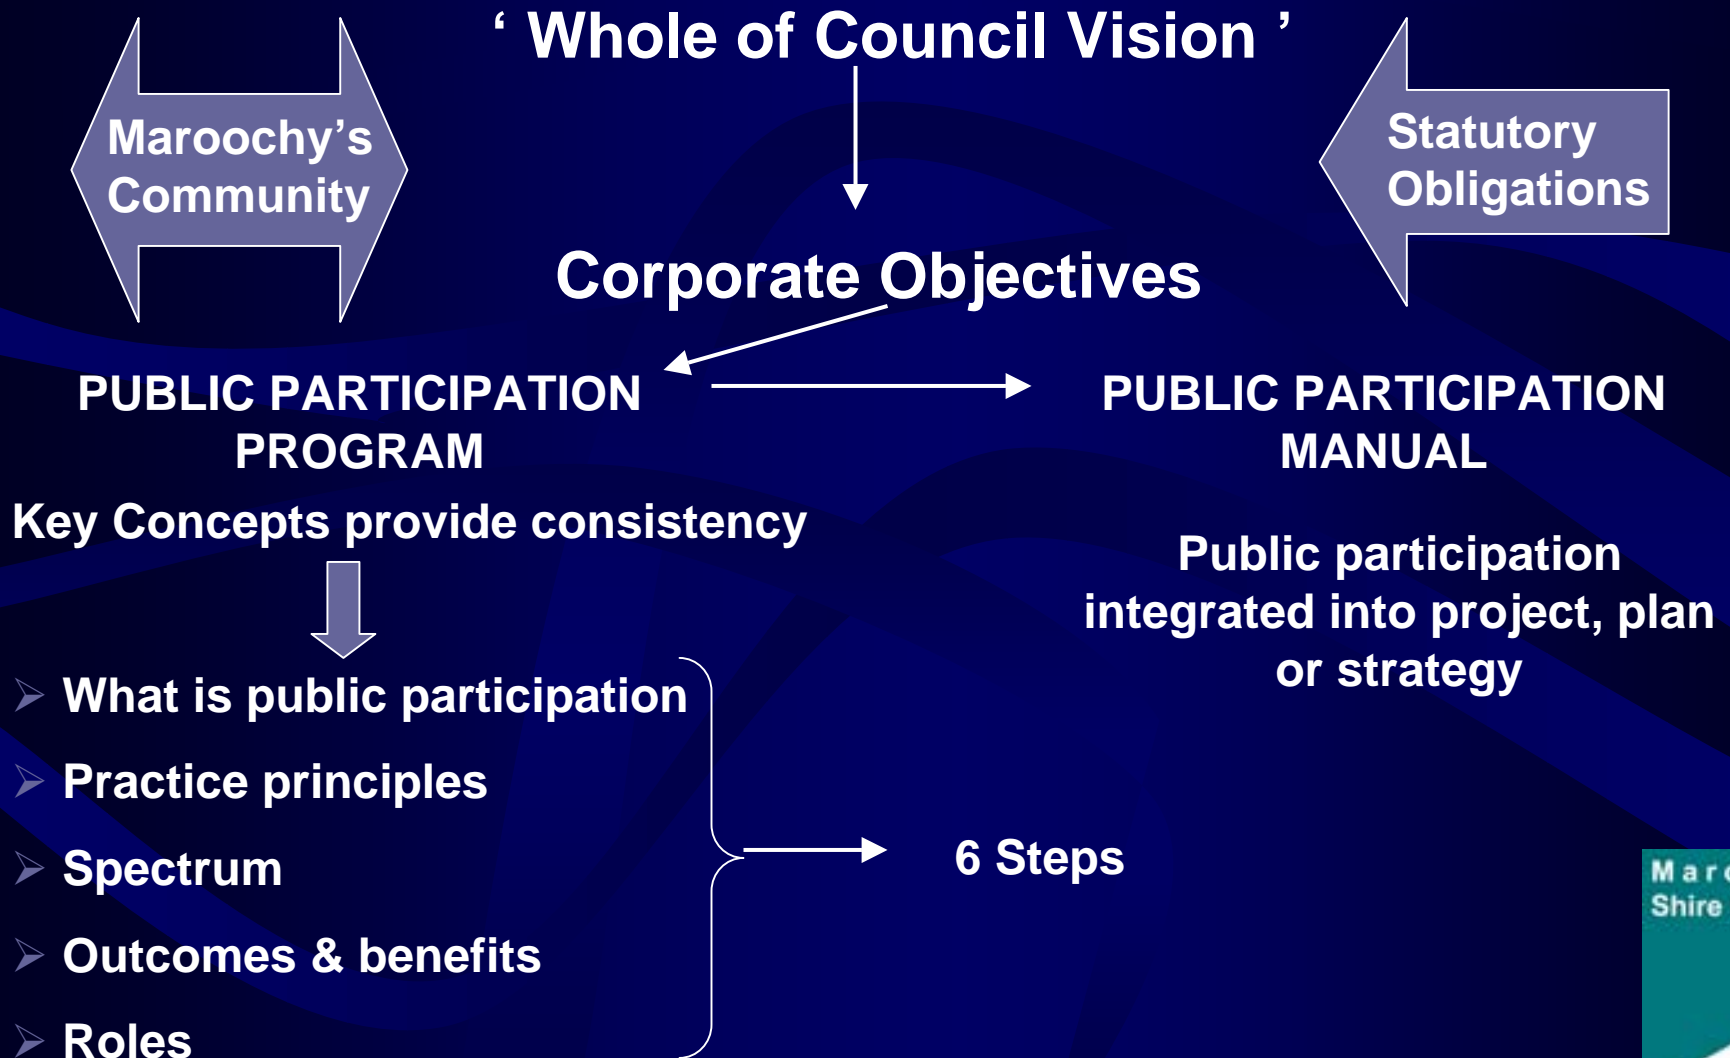 ‘ Whole of Council Vision ’
Maroochy’s
Community
Statutory
Obligations
Corporate Objectives
PUBLIC PARTICIPATION
PROGRAM
PUBLIC PARTICIPATION
MANUAL
Key Concepts provide consistency
Public participation
integrated into project, plan
or strategy
➢ What is public participation
➢ Practice principles
➢ Spectrum
➢ Outcomes & benefits
➢ Roles
6 Steps
Shire